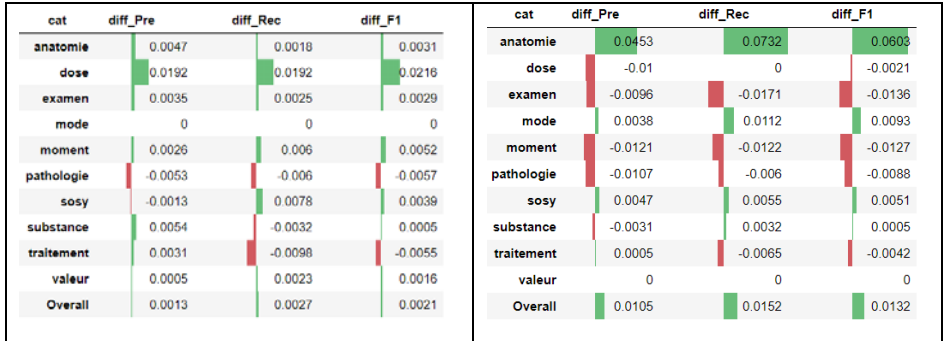 cat diff_Pre diff_Rec diff_F1
anatomie 0.0047 0.0018 0.0031
dose 0.0192 0.0192 0.0216
examen 0.0035 0.0025 0.0029
mode 0 0 0
moment 0.0026 0.006 0.0052
pathologie -0.0053 -0.006 -0.0057
sosy -0.0013 0.0078 0.0039
substance 0.0054 -0.0032 0.0005
traitement 0.0031 -0.0098 -0.0055
valeur 0.0005 0.0023 0.0016
Overall 0.0013 0.0027 0.0021
cat diff_Pre diff_Rec diff_F1
anatomie 0.0453 0.0732 0.0603
dose -0.01 0 -0.0021
examen -0.0096 -0.0171 -0.0136
mode 0.0038 0.0112 0.0093
moment -0.0121 -0.0122 -0.0127
pathologie -0.0107 -0.006 -0.0088
sosy 0.0047 0.0055 0.0051
substance -0.0031 0.0032 0.0005
traitement 0.0005 -0.0065 -0.0042
valeur 0 0 0
Overall 0.0105 0.0152 0.0132